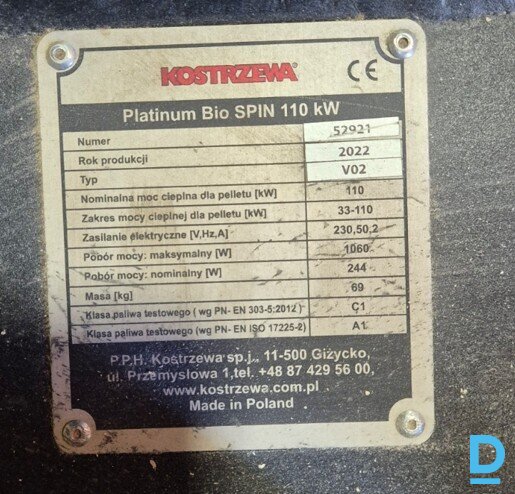 KOSTRZEWA CE
Platinum Bio SPIN 110 kW
Numer 52921
Rok produkcji 2022
Typ V02
Nominalna moc cieplna dla pelletu [kW] 110
Zakres mocy cieplnej dla pelletu [kW] 33-110
Zasilanie elektryczne [V,Hz,A] 230,50,2
Pobór mocy: maksymalny [W] 1060
Pobór mocy: nominalny [W] 244
Masa [kg] 69
Klasa paliwa testowego ( wg PN- EN 303-5:2012 ) C1
Klasa paliwa testowego ( wg PN- EN ISO 17225-2) A1
P.P.H. Kostrzewa sp.j., 11-500 Giżycko,
ul. Przemysłowa 1,tel. +48 87 429 56 00,
www.kostrzewa.com.pl
Made in Poland
D